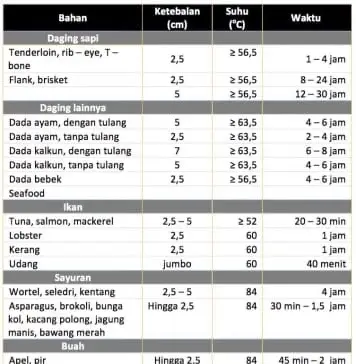 Bahan Ketebalan (cm) Suhu (°C) Waktu
Daging sapi
Tenderloin, rib – eye, T – bone 2,5 ≥ 56,5 1 – 4 jam
Flank, brisket 2,5 ≥ 56,5 8 – 24 jam
5 ≥ 56,5 12 – 30 jam
Daging lainnya
Dada ayam, dengan tulang 5 ≥ 63,5 4 – 6 jam
Dada ayam, tanpa tulang 2,5 ≥ 63,5 2 – 4 jam
Dada kalkun, dengan tulang 7 ≥ 63,5 6 – 8 jam
Dada kalkun, tanpa tulang 5 ≥ 63,5 4 – 6 jam
Dada bebek 2,5 ≥ 56,5 4 – 6 jam
Seafood
Ikan
Tuna, salmon, mackerel 2,5 – 5 ≥ 52 20 – 30 min
Lobster 2,5 60 1 jam
Kerang 2,5 60 1 jam
Udang jumbo 60 40 menit
Sayuran
Wortel, seledri, kentang 2,5 – 5 84 4 jam
Asparagus, brokoli, bunga kol, kacang polong, jagung manis, bawang merah Hingga 2,5 84 30 min – 1,5 jam
Buah
Apel, pir Hingga 2,5 84 45 min – 2 jam